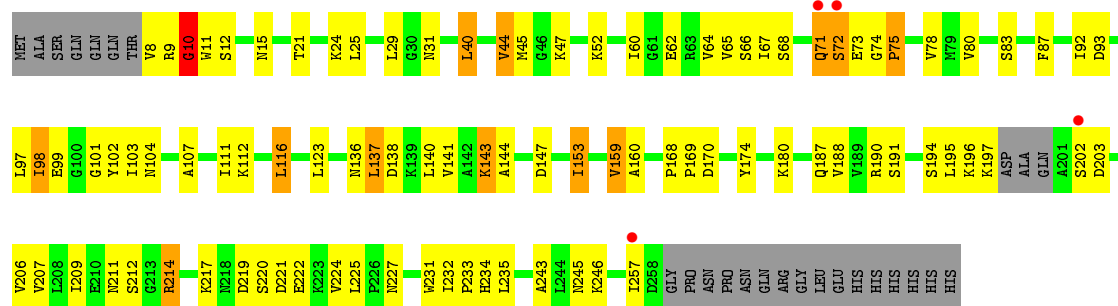 MET ALA SER GLN GLN GLN THR V8 R9 G10 W11 S12 N15 T21 K24 L25 L29 G30 N31 L40 V44 M45 G46 K47 K52 I60 G61 E62 R63 V64 V65 S66 I67 S68 Q71 S72 E73 G74 P75 V78 M79 V80 S83 F87 I92 D93
L97 I98 E99 G100 G101 Y102 I103 N104 A107 I111 K112 L116 L123 N136 L137 D138 K139 L140 V141 A142 K143 A144 D147 I153 V159 A160 P168 P169 D170 Y174 K180 Q187 V188 V189 R190 S191 S194 L195 K196 K197 ASP ALA GLN A201 S202 D203
V206 V207 L208 I209 E210 N211 S212 G213 R214 K217 N218 D219 S220 D221 E222 K223 V224 L225 P226 N227 W231 I232 P233 H234 L235 A243 L244 N245 K246 I257 D258 GLY PRO ASN PRO ASN GLN ARG GLY LEU GLU HIS HIS HIS HIS HIS HIS